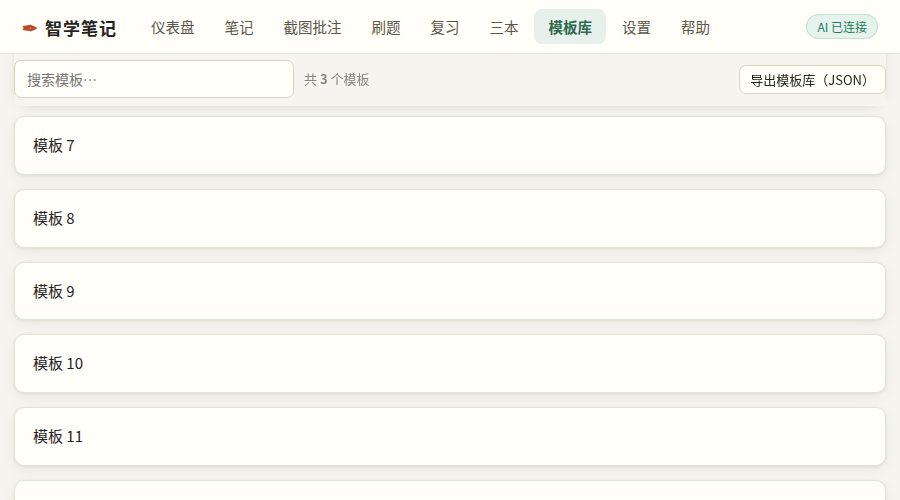 智学笔记 仪表盘 笔记 截图批注 刷题 复习 三本 模板库 设置 帮助 AI 已连接
搜索模板… 共 3 个模板 导出模板库（JSON）
模板 7
模板 8
模板 9
模板 10
模板 11